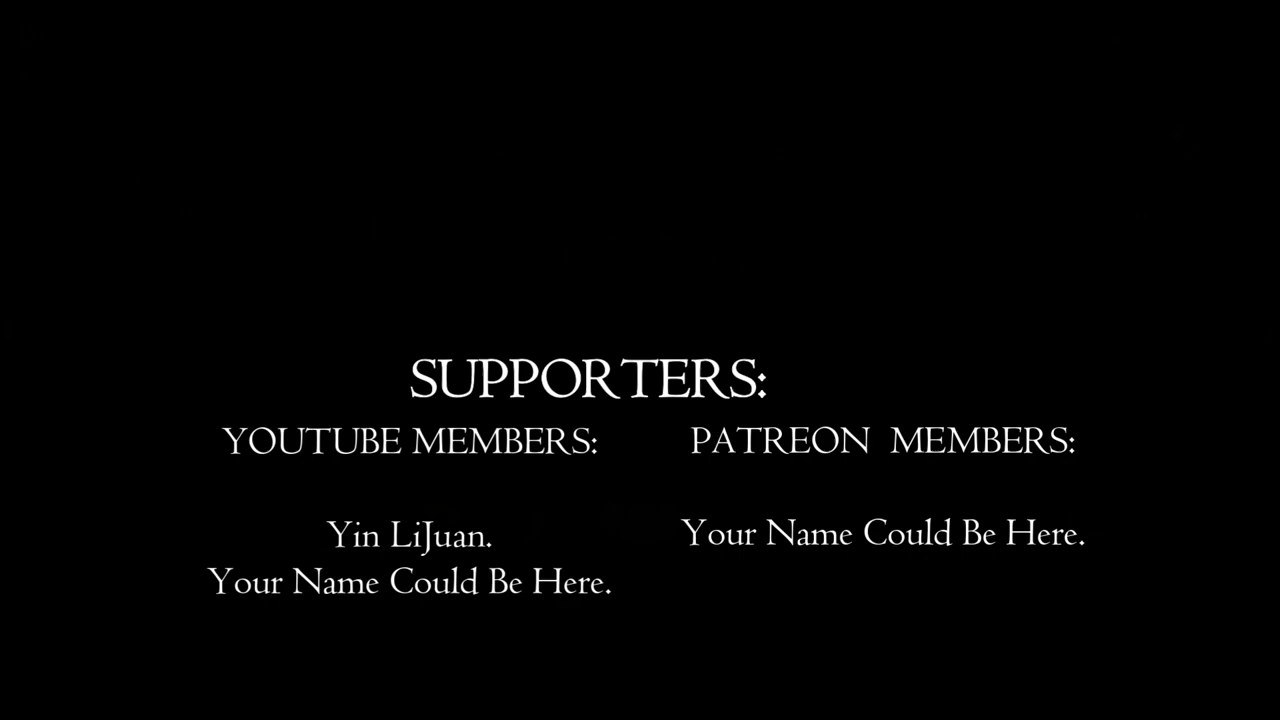 SUPPORTERS:
YOUTUBE MEMBERS:
Yin LiJuan.
Your Name Could Be Here.
PATREON MEMBERS:
Your Name Could Be Here.